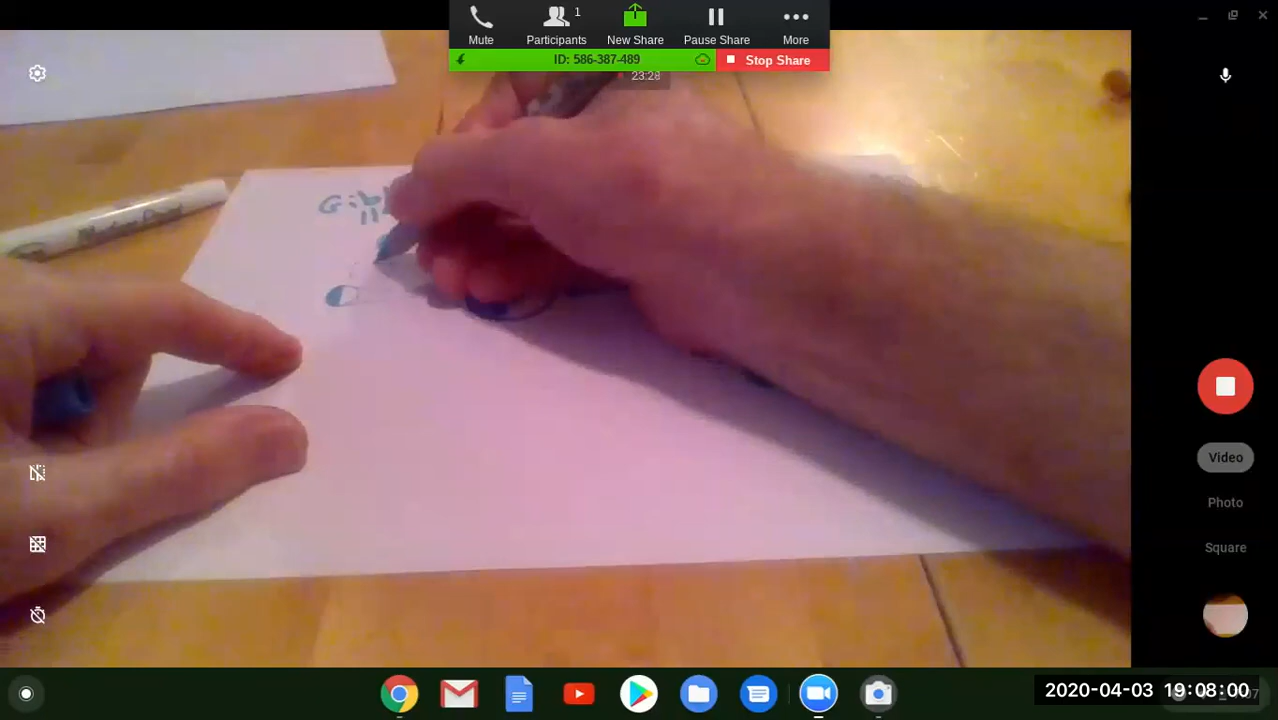 1
Mute
Participants
New Share
Pause Share
More
ID: 586-387-489
Stop Share
23:28
Video
Photo
Square
2020-04-03 19:08:00